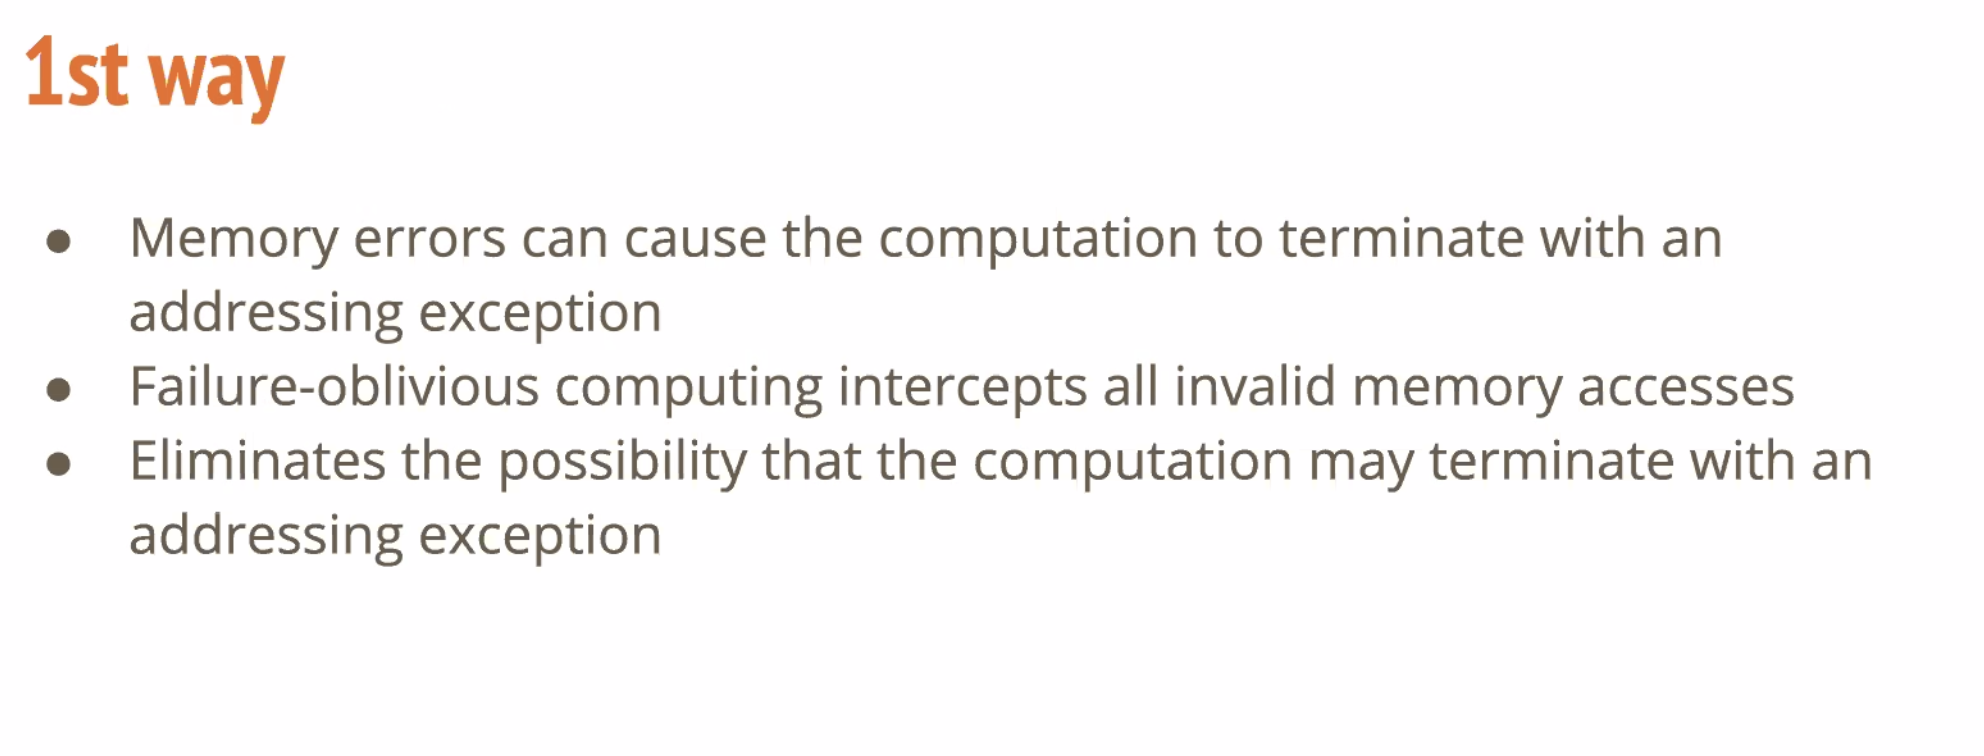 1st way
● Memory errors can cause the computation to terminate with an
addressing exception
● Failure-oblivious computing intercepts all invalid memory accesses
● Eliminates the possibility that the computation may terminate with an
addressing exception